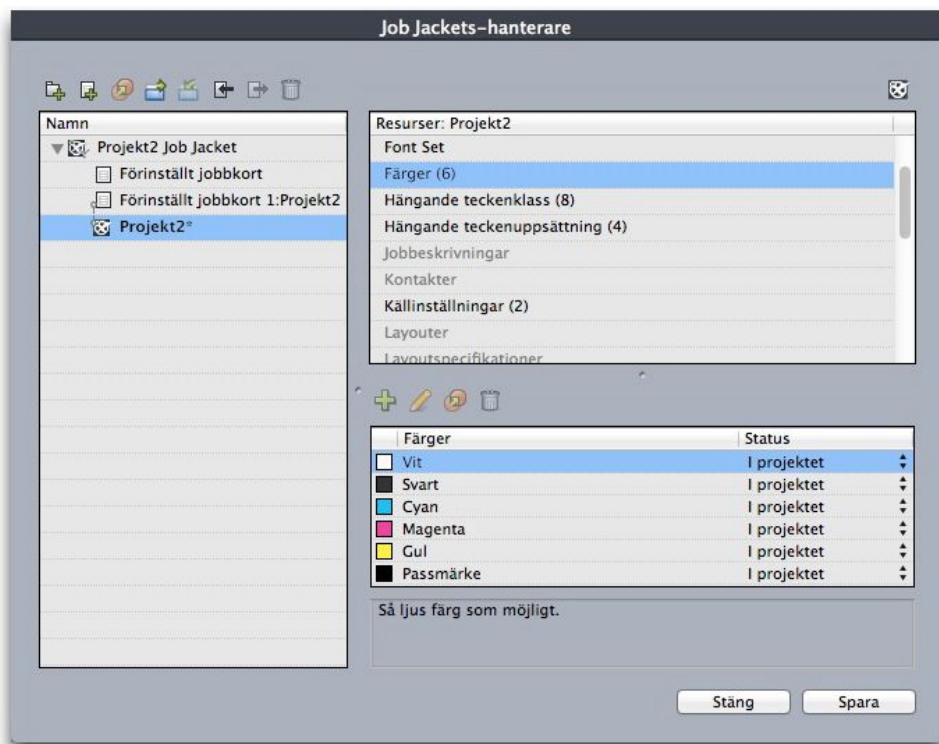 Job Jackets-hanterare
Namn
Projekt2 Job Jacket
Förinställt jobbkort
Förinställt jobbkort 1:Projekt2
Projekt2*
Resurser: Projekt2
Font Set
Färger (6)
Hängande teckenklass (8)
Hängande teckenuppsättning (4)
Jobbeskrivningar
Kontakter
Källinställningar (2)
Layouter
Layoutspecifikationer
Färger Status
Vit I projektet
Svart I projektet
Cyan I projektet
Magenta I projektet
Gul I projektet
Passmärke I projektet
Så ljus färg som möjligt.
Stäng Spara